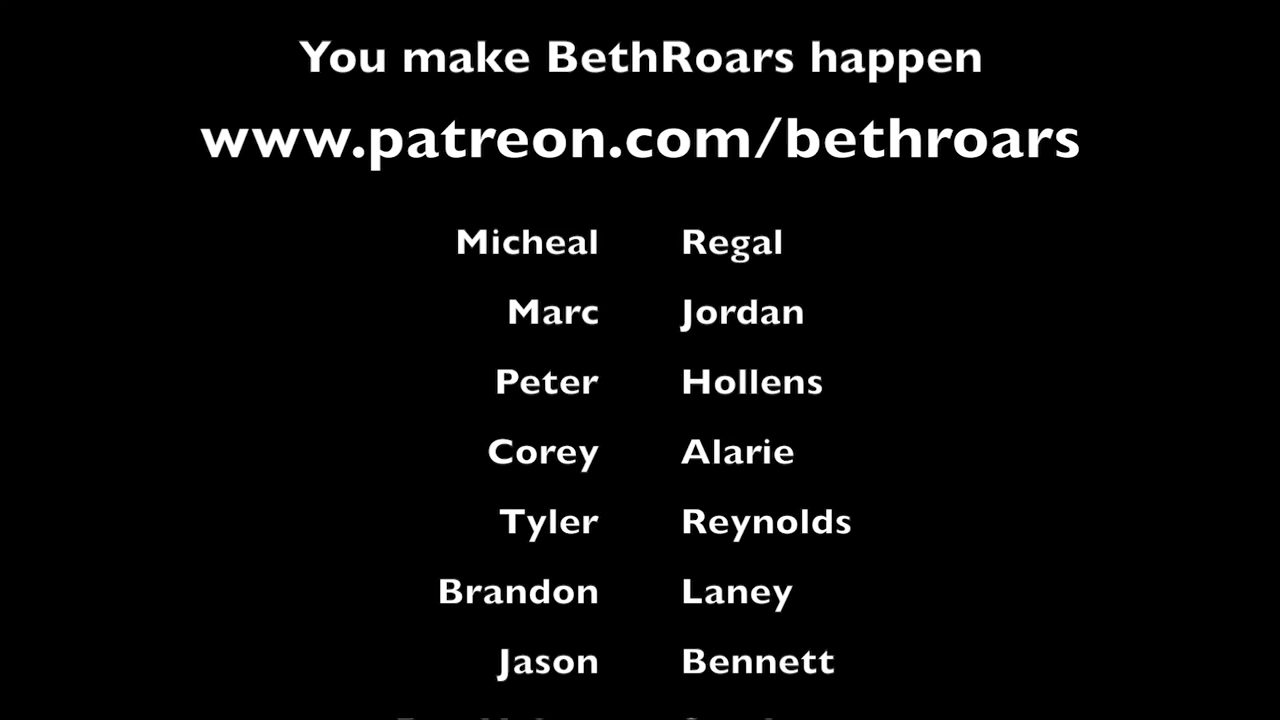 You make BethRoars happen
www.patreon.com/bethroars
Micheal Regal
Marc Jordan
Peter Hollens
Corey Alarie
Tyler Reynolds
Brandon Laney
Jason Bennett